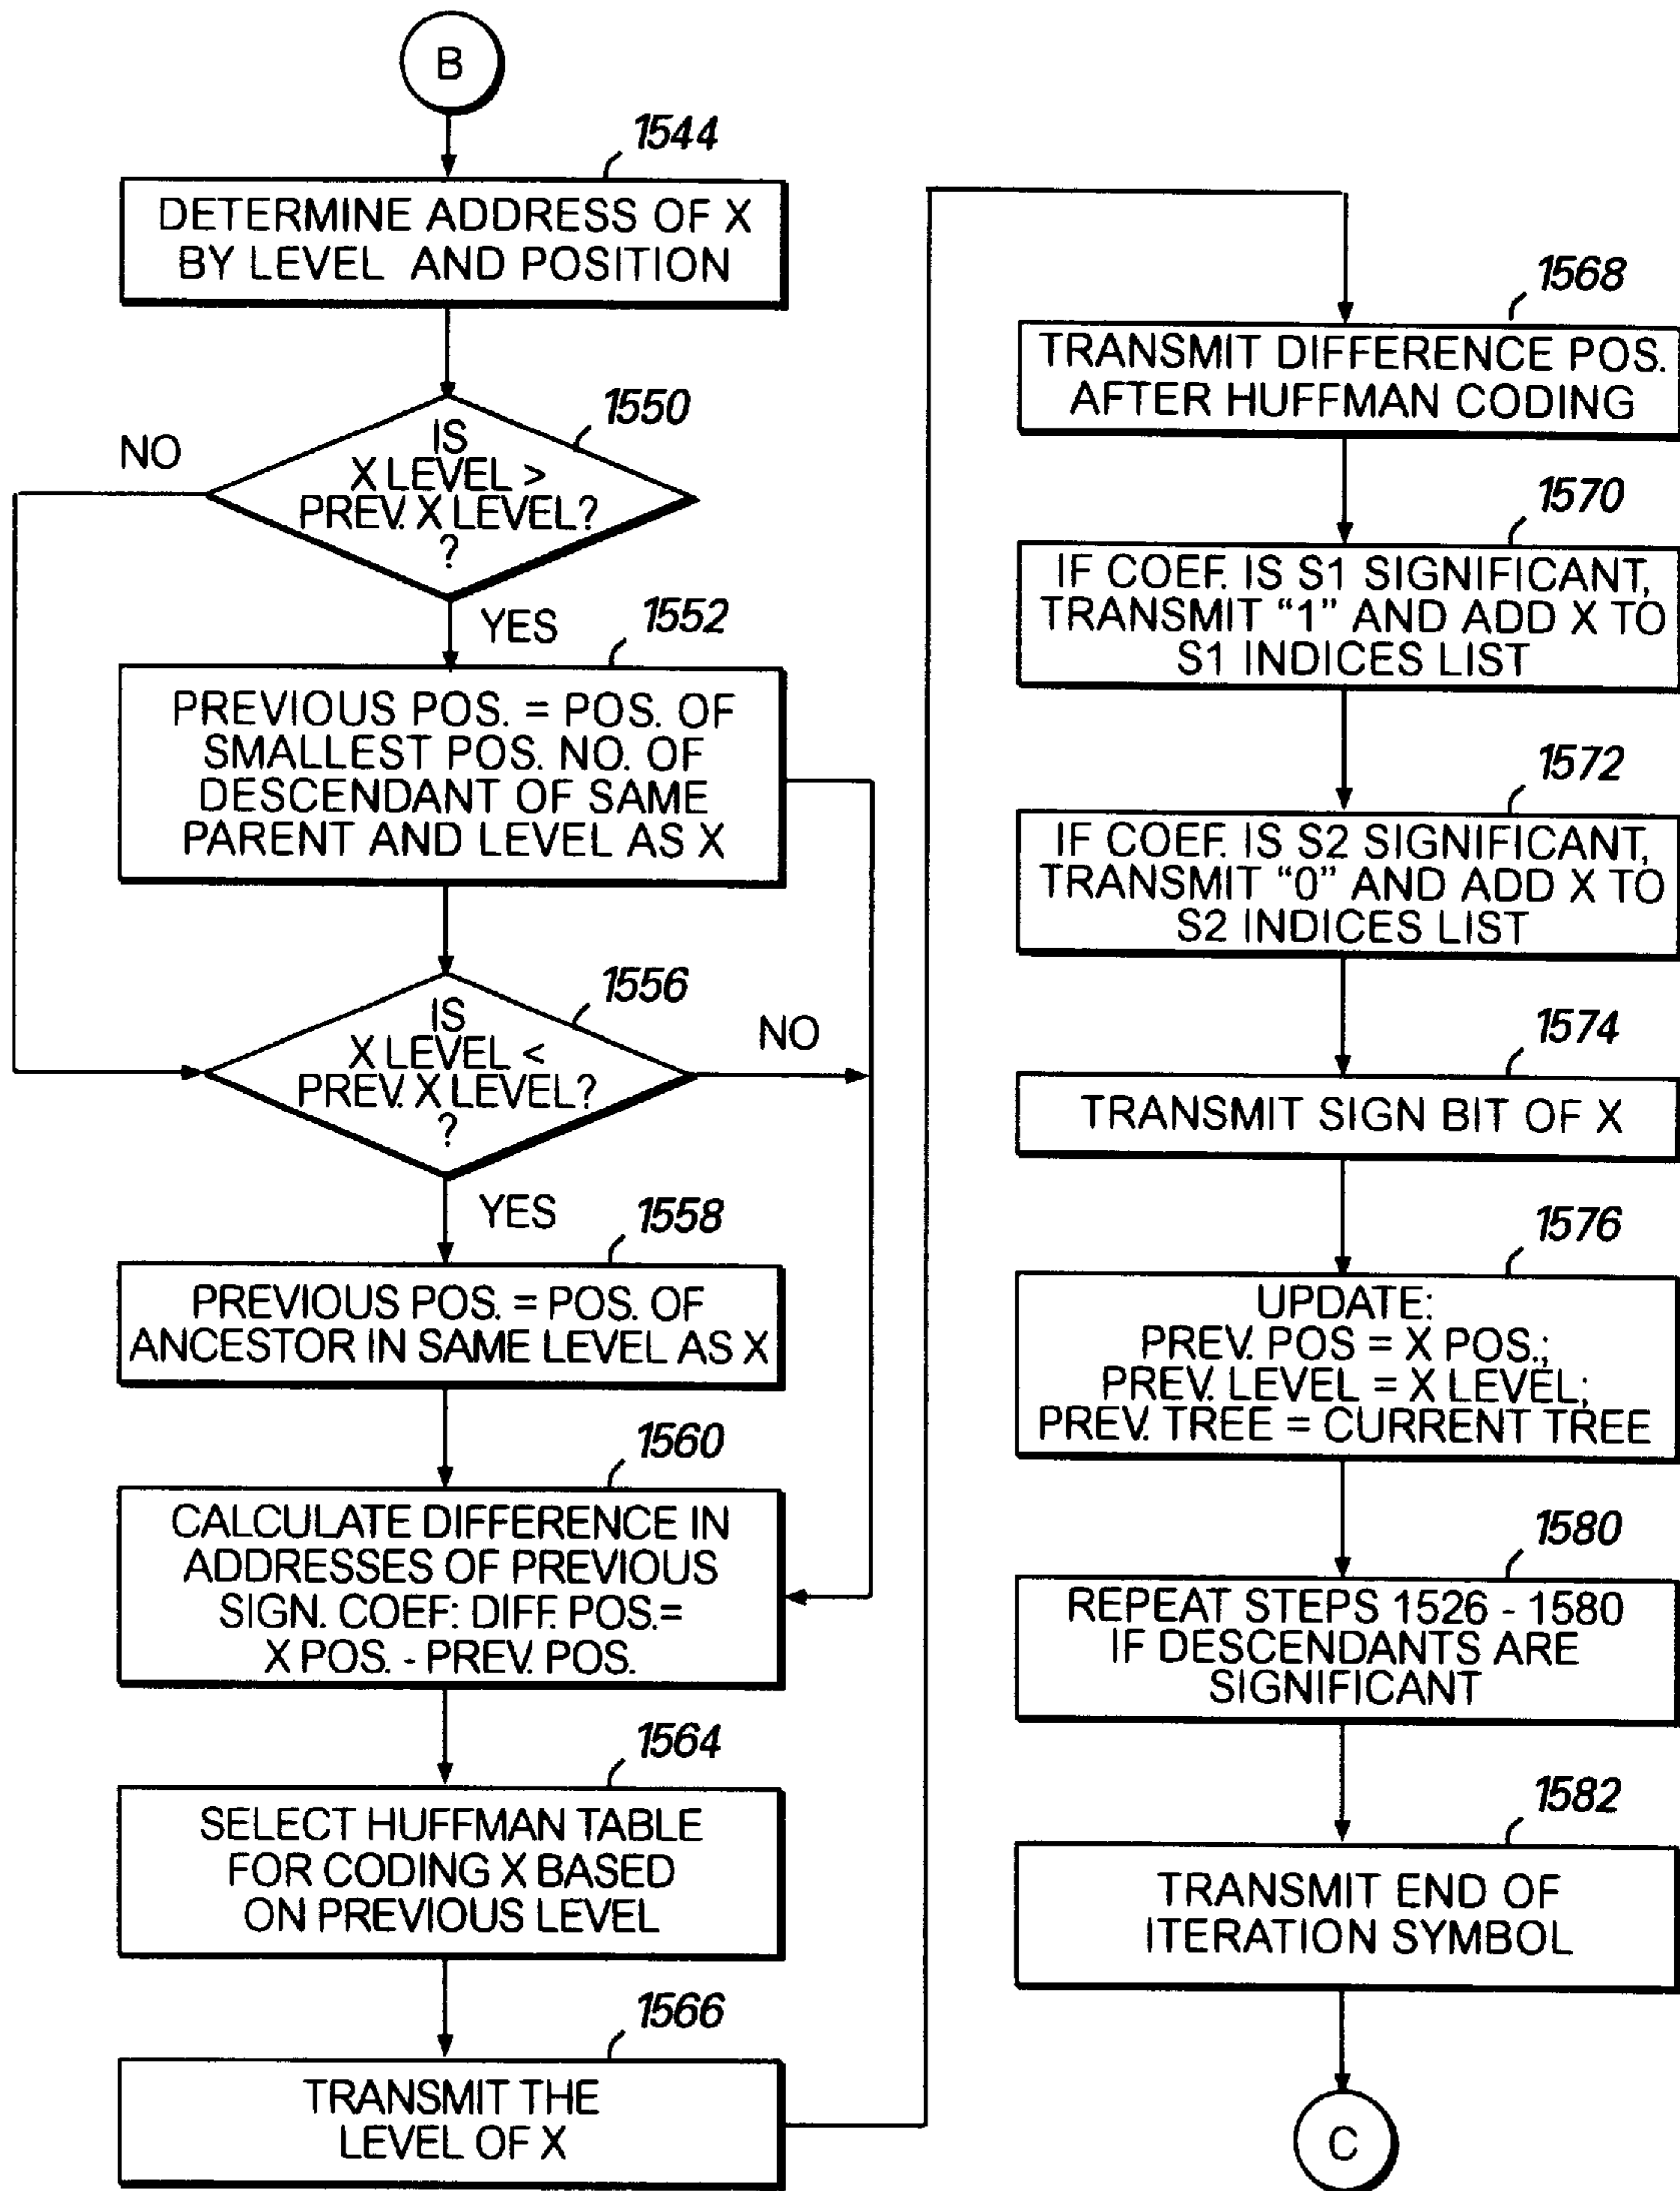 B
1544
DETERMINE ADDRESS OF X
BY LEVEL AND POSITION
1550
NO
IS
X LEVEL >
PREV. X LEVEL?
?
YES
1552
PREVIOUS POS. = POS. OF
SMALLEST POS. NO. OF
DESCENDANT OF SAME
PARENT AND LEVEL AS X
1556
IS
X LEVEL <
PREV. X LEVEL?
?
NO
YES
1558
PREVIOUS POS. = POS. OF
ANCESTOR IN SAME LEVEL AS X
1560
CALCULATE DIFFERENCE IN
ADDRESSES OF PREVIOUS
SIGN. COEF: DIFF. POS.=
X POS. - PREV. POS.
1564
SELECT HUFFMAN TABLE
FOR CODING X BASED
ON PREVIOUS LEVEL
1566
TRANSMIT THE
LEVEL OF X
1568
TRANSMIT DIFFERENCE POS.
AFTER HUFFMAN CODING
1570
IF COEF. IS S1 SIGNIFICANT,
TRANSMIT “1” AND ADD X TO
S1 INDICES LIST
1572
IF COEF. IS S2 SIGNIFICANT,
TRANSMIT “0” AND ADD X TO
S2 INDICES LIST
1574
TRANSMIT SIGN BIT OF X
1576
UPDATE:
PREV. POS = X POS.;
PREV. LEVEL = X LEVEL;
PREV. TREE = CURRENT TREE
1580
REPEAT STEPS 1526 - 1580
IF DESCENDANTS ARE
SIGNIFICANT
1582
TRANSMIT END OF
ITERATION SYMBOL
C